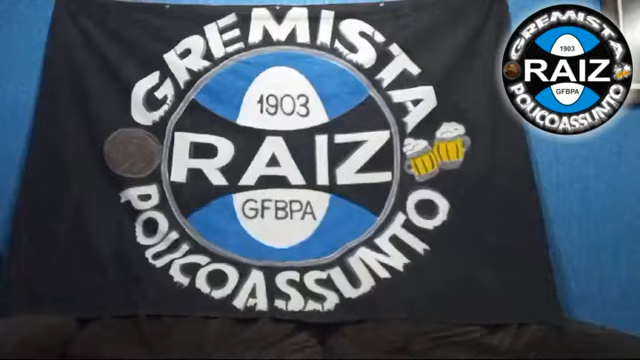 GREMISTA
1903
RAIZ
GFBPA
POUCOASSUNTO
GREMISTA
1903
RAIZ
GFBPA
POUCOASSUNTO